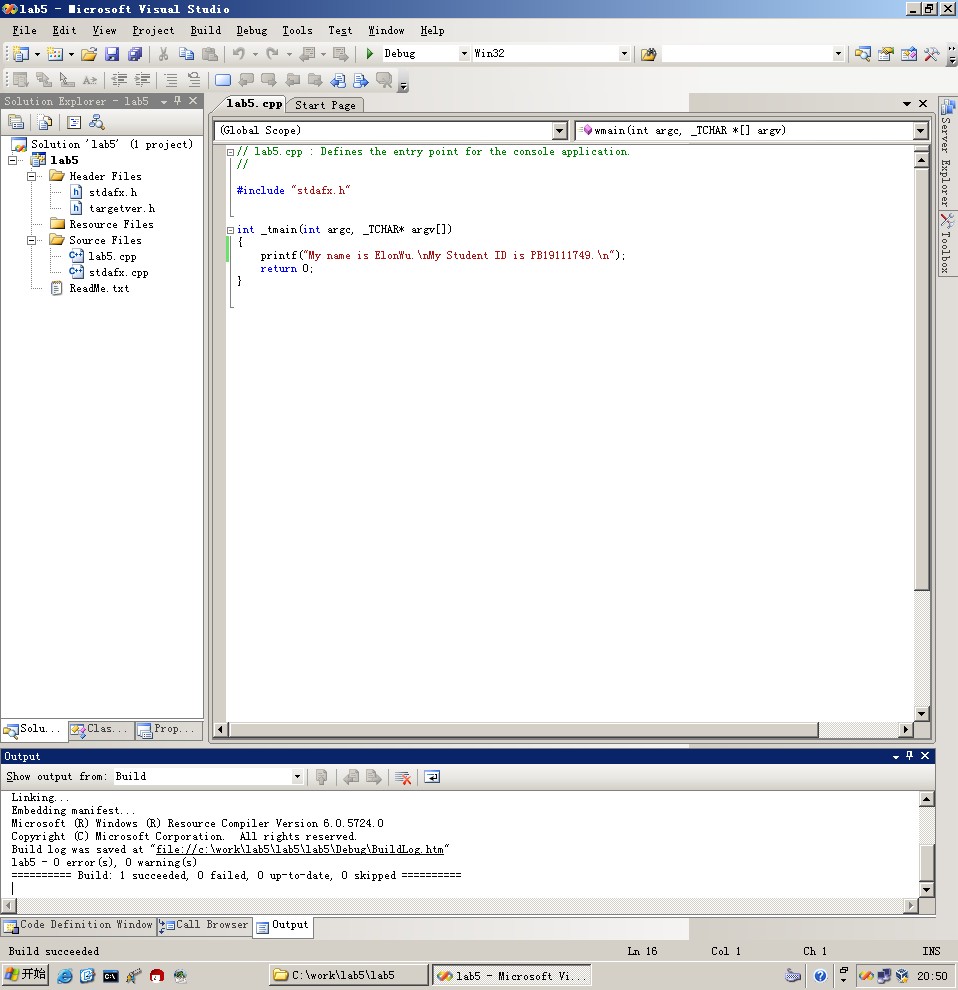 lab5 - Microsoft Visual Studio
File Edit View Project Build Debug Tools Test Window Help
Debug Win32
Solution Explorer - lab5
lab5.cpp Start Page
(Global Scope) wmain(int argc, _TCHAR *[] argv)
Solution 'lab5' (1 project)
lab5
Header Files
stdafx.h
targetver.h
Resource Files
Source Files
lab5.cpp
stdafx.cpp
ReadMe.txt
// lab5.cpp : Defines the entry point for the console application.
//
#include "stdafx.h"
int _tmain(int argc, _TCHAR* argv[])
{
printf("My name is ElonWu.\nMy Student ID is PB19111749.\n");
return 0;
}
Server Explorer
Toolbox
Solu... Clas... Prop...
Output
Show output from: Build
Linking...
Embedding manifest...
Microsoft (R) Windows (R) Resource Compiler Version 6.0.5724.0
Copyright (C) Microsoft Corporation.  All rights reserved.
Build log was saved at "file://c:\work\lab5\lab5\lab5\Debug\BuildLog.htm"
lab5 - 0 error(s), 0 warning(s)
========== Build: 1 succeeded, 0 failed, 0 up-to-date, 0 skipped ==========
Code Definition Window Call Browser Output
Build succeeded Ln 16 Col 1 Ch 1 INS
开始 C:\work\lab5\lab5 lab5 - Microsoft Vi... 20:50